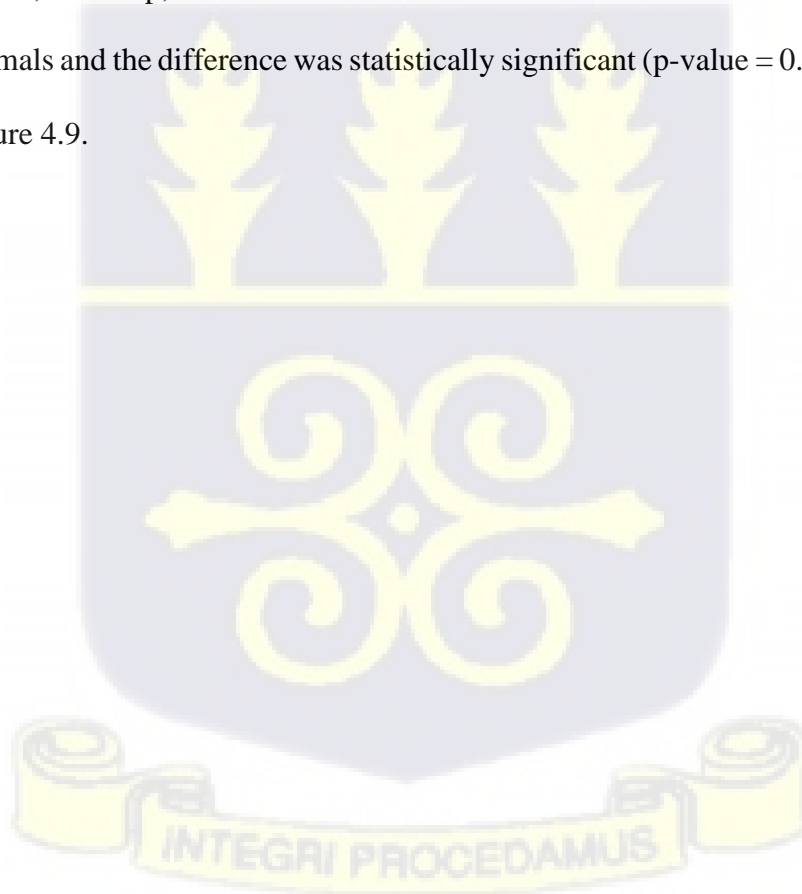 mals and the difference was statistically significant (p-value = 0.
ure 4.9.
INTEGRI PROCEDAMUS